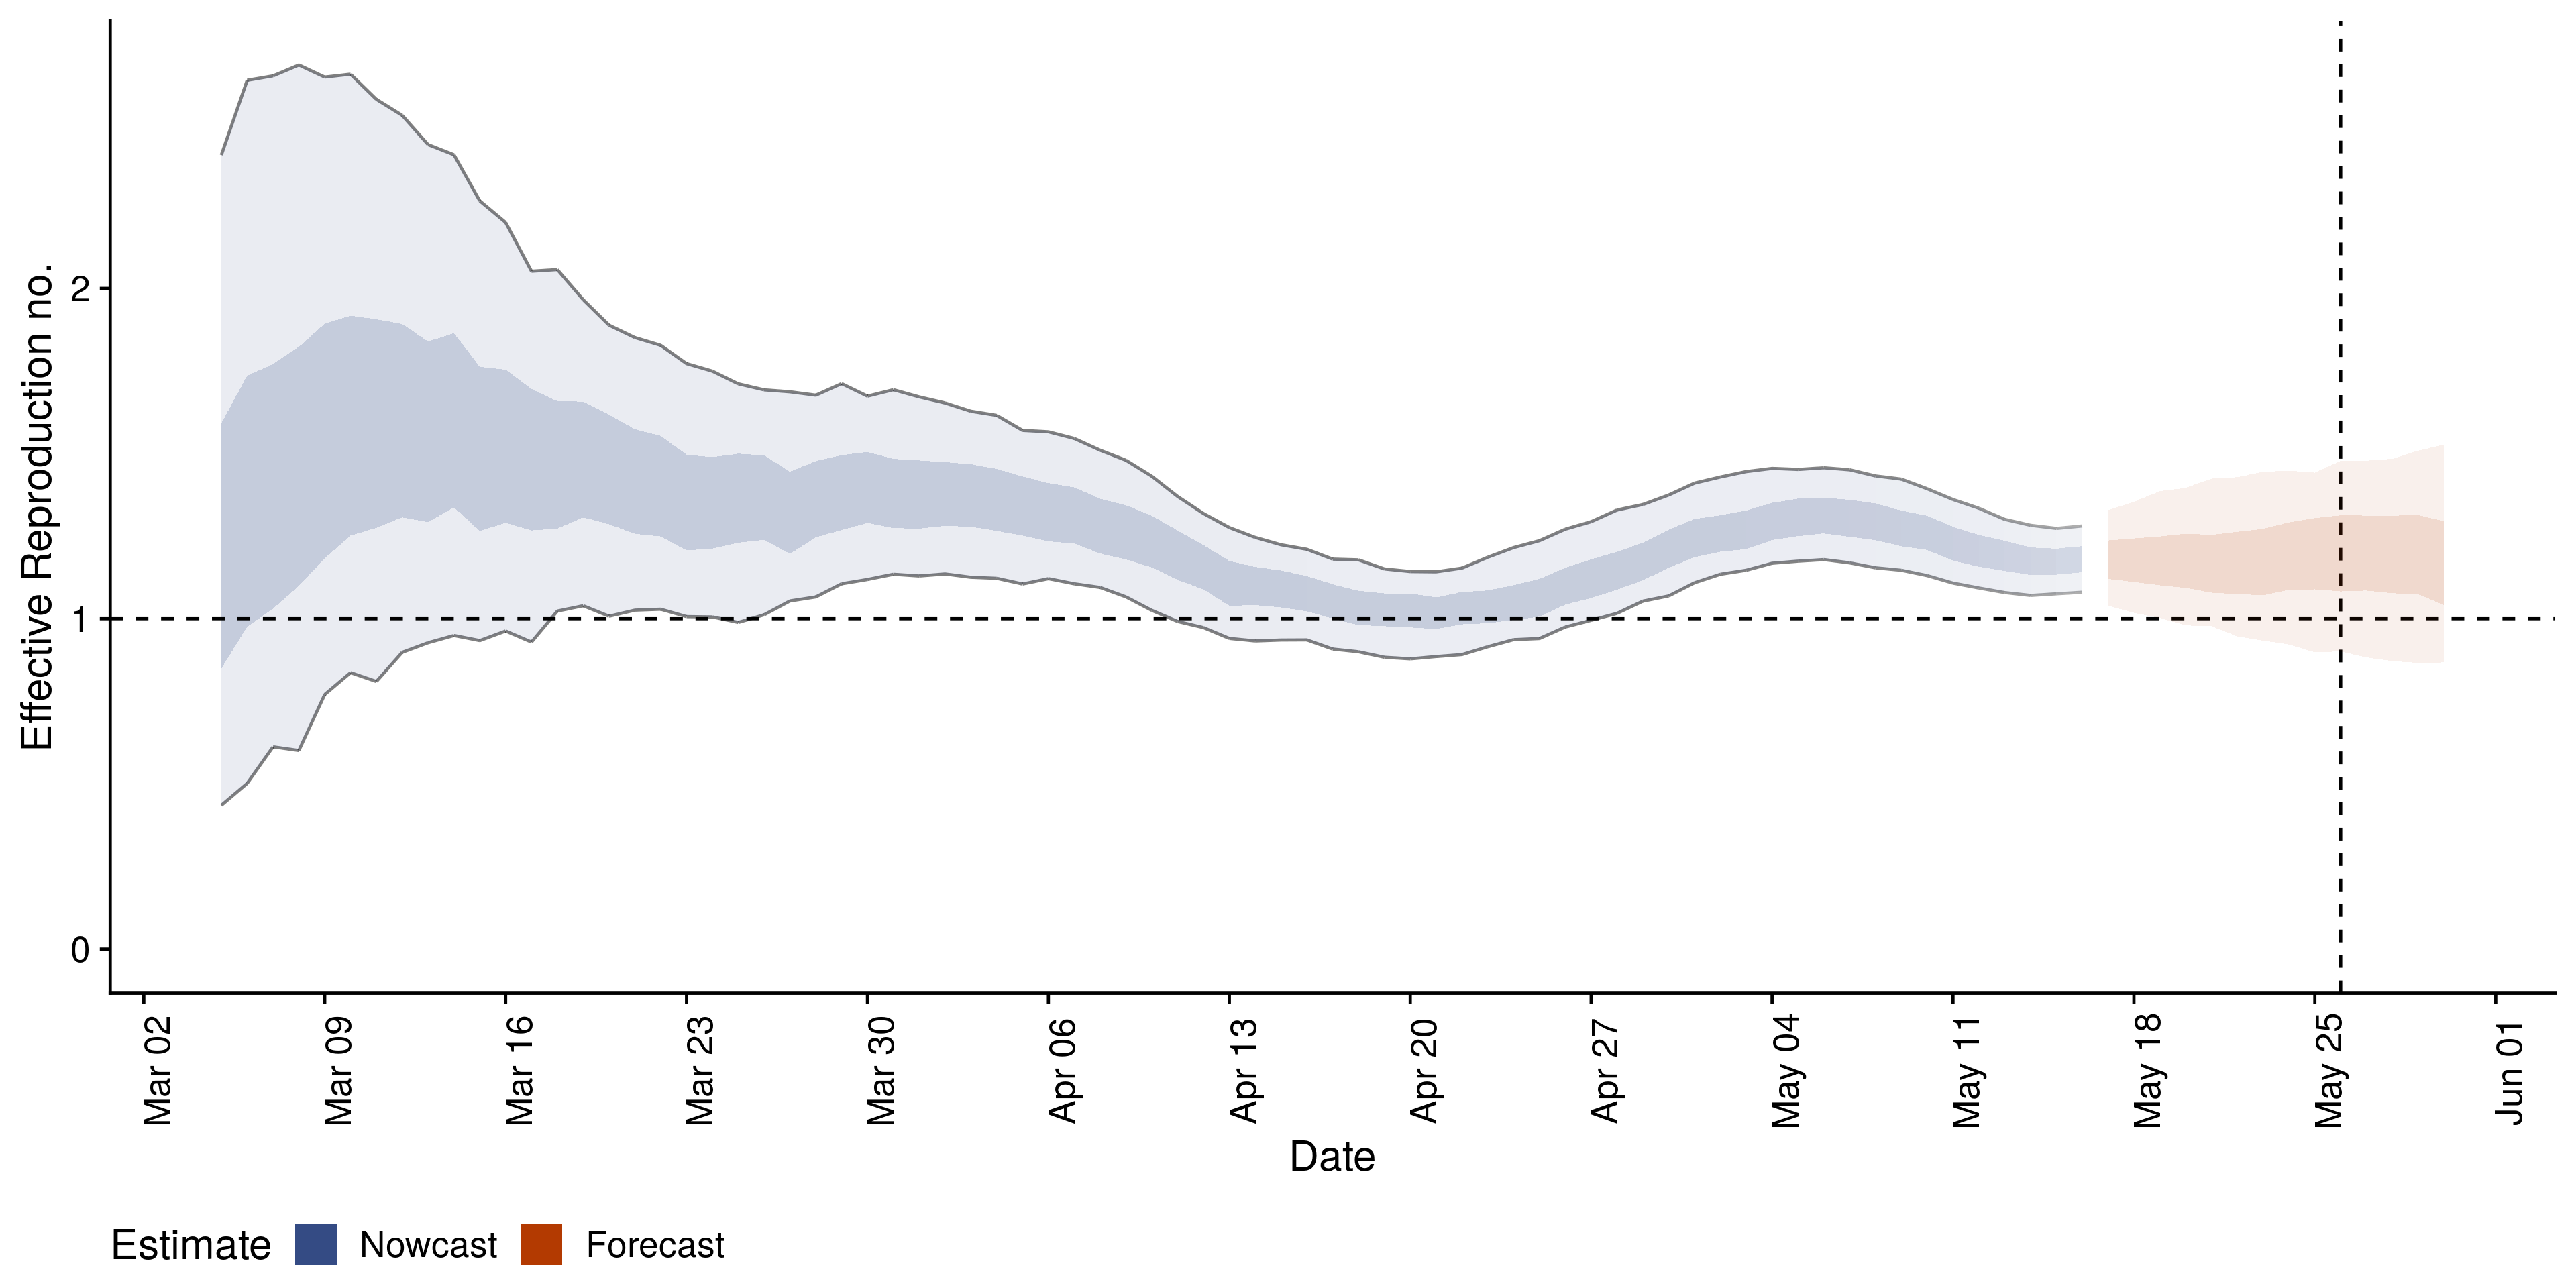 Effective Reproduction no.
2
1
0
Mar 02
Mar 09
Mar 16
Mar 23
Mar 30
Apr 06
Apr 13
Apr 20
Apr 27
May 04
May 11
May 18
May 25
Jun 01
Date
Estimate Nowcast Forecast